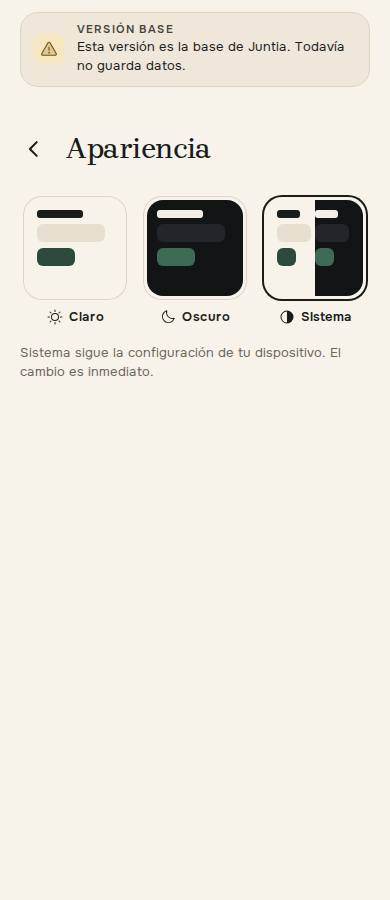 VERSIÓN BASE
Esta versión es la base de Juntia. Todavía
no guarda datos.
Apariencia
Claro
Oscuro
Sistema
Sistema sigue la configuración de tu dispositivo. El
cambio es inmediato.